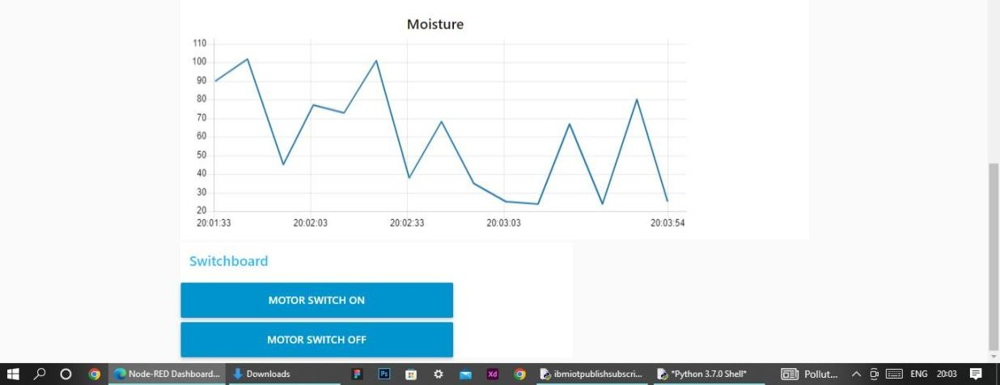 Moisture
110
100
90
80
70
60
50
40
30
20
20:01:33 20:02:03 20:02:33 20:03:03 20:03:54
Switchboard
MOTOR SWITCH ON
MOTOR SWITCH OFF
Node-RED Dashboard... Downloads Ps Xd ibmiotpublishsubscri... *Python 3.7.0 Shell* Pollut... ENG 20:03